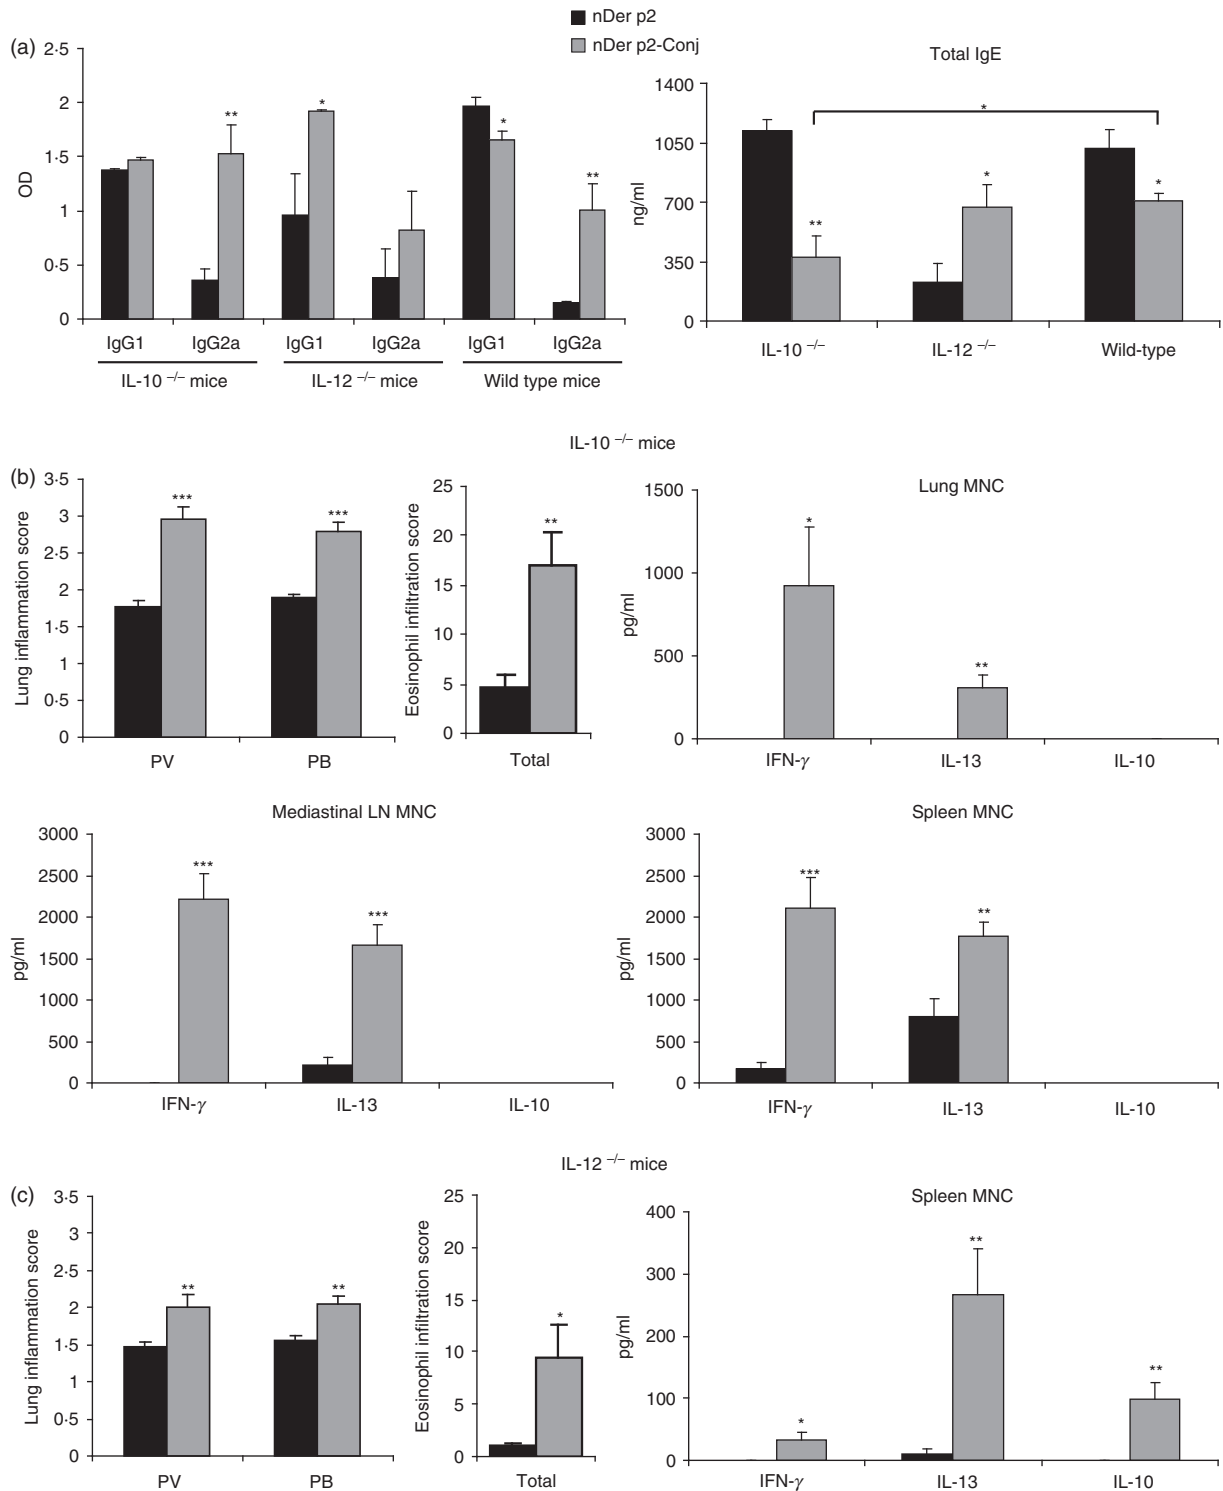 nDer p2
nDer p2-Conj
(a)
2·5
2
1·5
1
0·5
0
OD
**
*
*
**
IgG1 IgG2a IgG1 IgG2a IgG1 IgG2a
IL-10 –/– mice IL-12 –/– mice Wild type mice
Total IgE
1400
1050
700
350
0
ng/ml
*
**
*
*
IL-10 –/– IL-12 –/– Wild-type
IL-10 –/– mice
(b)
3·5
3
2·5
2
1·5
1
0·5
0
Lung inflammation score
***
***
PV PB
25
20
15
10
5
0
Eosinophil infiltration score
**
Total
Lung MNC
1500
1000
500
0
pg/ml
*
**
IFN-γ IL-13 IL-10
Mediastinal LN MNC
3000
2500
2000
1500
1000
500
0
pg/ml
***
***
IFN-γ IL-13 IL-10
Spleen MNC
3000
2500
2000
1500
1000
500
0
pg/ml
***
**
IFN-γ IL-13 IL-10
IL-12 –/– mice
(c)
3·5
3
2·5
2
1·5
1
0·5
0
Lung inflammation score
**
**
PV PB
25
20
15
10
5
0
Eosinophil infiltration score
*
Total
Spleen MNC
400
300
200
100
0
pg/ml
*
**
**
IFN-γ IL-13 IL-10